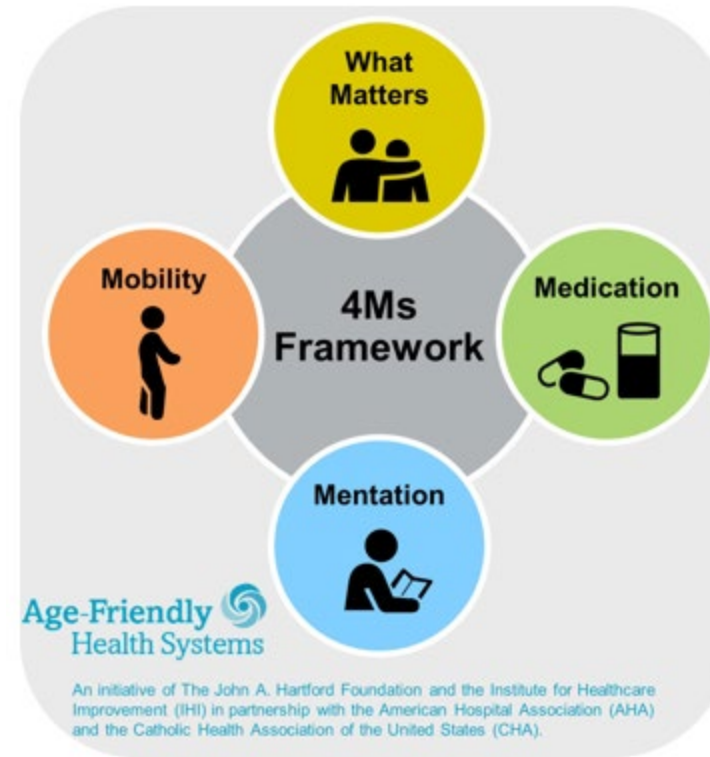 What
Matters
Mobility
4Ms
Framework
Medication
Mentation
Age-Friendly
Health Systems
An initiative of The John A. Hartford Foundation and the Institute for Healthcare
Improvement (IHI) in partnership with the American Hospital Association (AHA)
and the Catholic Health Association of the United States (CHA).